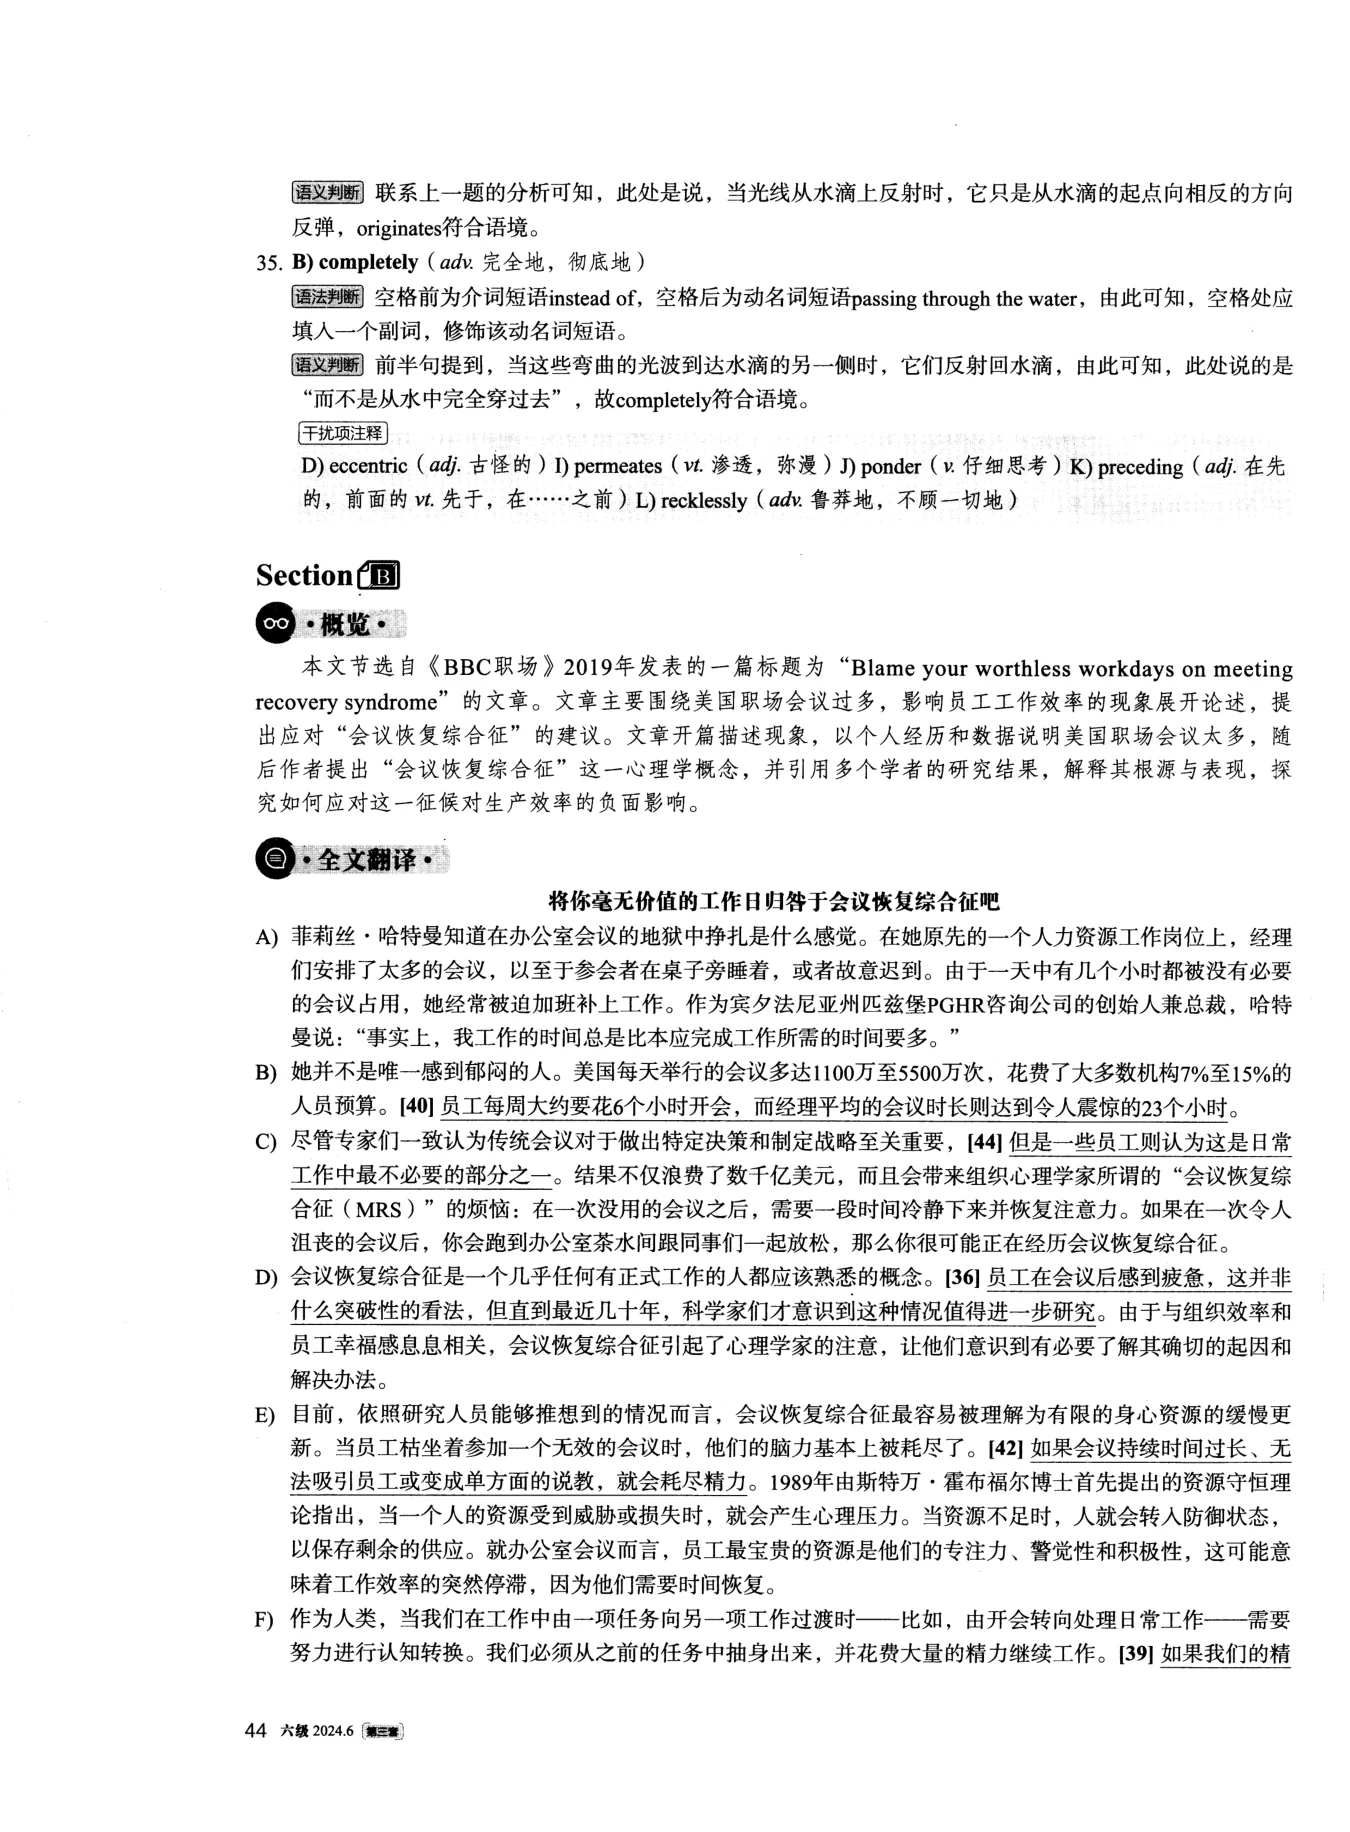 语义判断 联系上一题的分析可知，此处是说，当光线从水滴上反射时，它只是从水滴的起点向相反的方向
反弹，originates符合语境。
35. B) completely（adv. 完全地，彻底地）
语法判断 空格前为介词短语instead of，空格后为动名词短语passing through the water，由此可知，空格处应
填入一个副词，修饰该动名词短语。
语义判断 前半句提到，当这些弯曲的光波到达水滴的另一侧时，它们反射回水滴，由此可知，此处说的是
“而不是从水中完全穿过去”，故completely符合语境。
干扰项注释
D) eccentric（adj. 古怪的）I) permeates（vt. 渗透，弥漫）J) ponder（v. 仔细思考）K) preceding（adj. 在先
的，前面的 vt. 先于，在……之前）L) recklessly（adv. 鲁莽地，不顾一切地）
Section B
·概览·
本文节选自《BBC职场》2019年发表的一篇标题为“Blame your worthless workdays on meeting
recovery syndrome”的文章。文章主要围绕美国职场会议过多，影响员工工作效率的现象展开论述，提
出应对“会议恢复综合征”的建议。文章开篇描述现象，以个人经历和数据说明美国职场会议太多，随
后作者提出“会议恢复综合征”这一心理学概念，并引用多个学者的研究结果，解释其根源与表现，探
究如何应对这一征候对生产效率的负面影响。
·全文翻译·
将你毫无价值的工作日归咎于会议恢复综合征吧
A) 菲莉丝·哈特曼知道在办公室会议的地狱中挣扎是什么感觉。在她原先的一个人力资源工作岗位上，经理
们安排了太多的会议，以至于参会者在桌子旁睡着，或者故意迟到。由于一天中有几个小时都被没有必要
的会议占用，她经常被迫加班补上工作。作为宾夕法尼亚州匹兹堡PGHR咨询公司的创始人兼总裁，哈特
曼说：“事实上，我工作的时间总是比本应完成工作所需的时间要多。”
B) 她并不是唯一感到郁闷的人。美国每天举行的会议多达1100万至5500万次，花费了大多数机构7%至15%的
人员预算。[40] 员工每周大约要花6个小时开会，而经理平均的会议时长则达到令人震惊的23个小时。
C) 尽管专家们一致认为传统会议对于做出特定决策和制定战略至关重要，[44] 但是一些员工则认为这是日常
工作中最不必要的部分之一。结果不仅浪费了数千亿美元，而且会带来组织心理学家所谓的“会议恢复综
合征（MRS）”的烦恼：在一次没用的会议之后，需要一段时间冷静下来并恢复注意力。如果在一次令人
沮丧的会议后，你会跑到办公室茶水间跟同事们一起放松，那么你很可能正在经历会议恢复综合征。
D) 会议恢复综合征是一个几乎任何有正式工作的人都应该熟悉的概念。[36] 员工在会议后感到疲惫，这并非
什么突破性的看法，但直到最近几十年，科学家们才意识到这种情况值得进一步研究。由于与组织效率和
员工幸福感息息相关，会议恢复综合征引起了心理学家的注意，让他们意识到有必要了解其确切的起因和
解决办法。
E) 目前，依照研究人员能够推想到的情况而言，会议恢复综合征最容易被理解为有限的身心资源的缓慢更
新。当员工枯坐着参加一个无效的会议时，他们的脑力基本上被耗尽了。[42] 如果会议持续时间过长、无
法吸引员工或变成单方面的说教，就会耗尽精力。1989年由斯特万·霍布福尔博士首先提出的资源守恒理
论指出，当一个人的资源受到威胁或损失时，就会产生心理压力。当资源不足时，人就会转入防御状态，
以保存剩余的供应。就办公室会议而言，员工最宝贵的资源是他们的专注力、警觉性和积极性，这可能意
味着工作效率的突然停滞，因为他们需要时间恢复。
F) 作为人类，当我们在工作中由一项任务向另一项工作过渡时——比如，由开会转向处理日常工作——需要
努力进行认知转换。我们必须从之前的任务中抽身出来，并花费大量的精力继续工作。[39] 如果我们的精
44 六级 2024.6 第三套